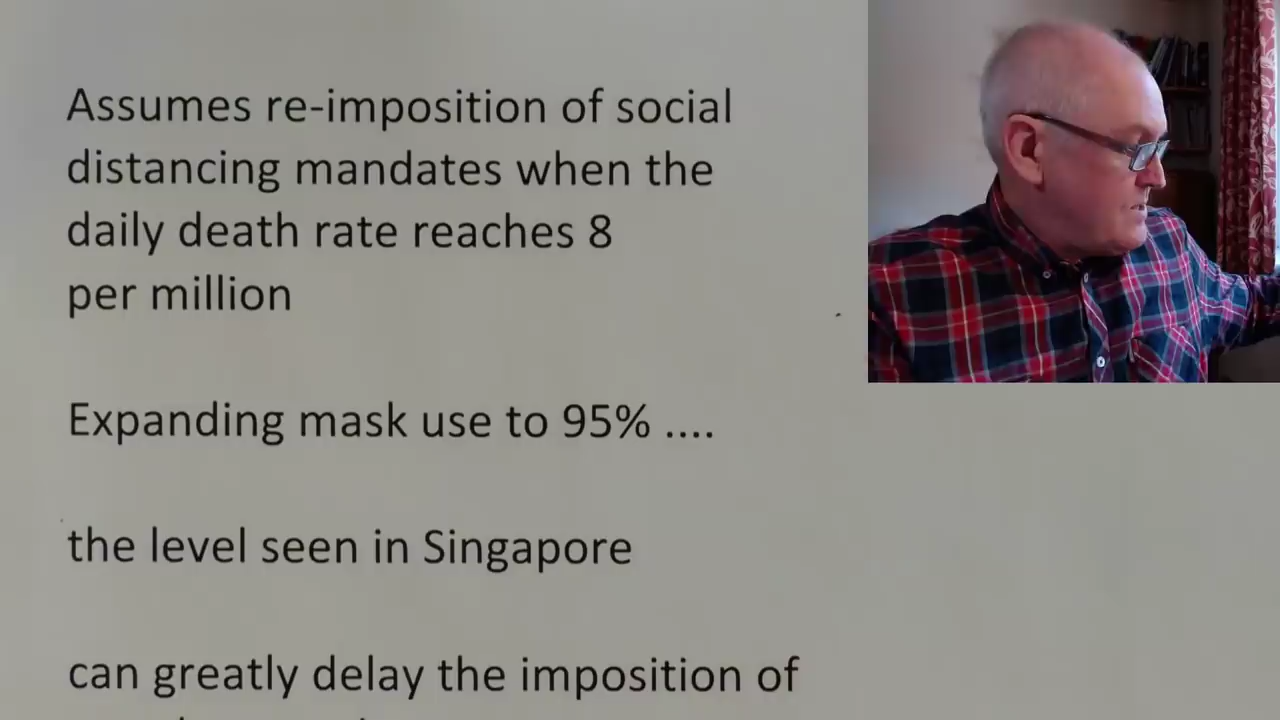 Assumes re-imposition of social
distancing mandates when the
daily death rate reaches 8
per million
Expanding mask use to 95% ....
the level seen in Singapore
can greatly delay the imposition of